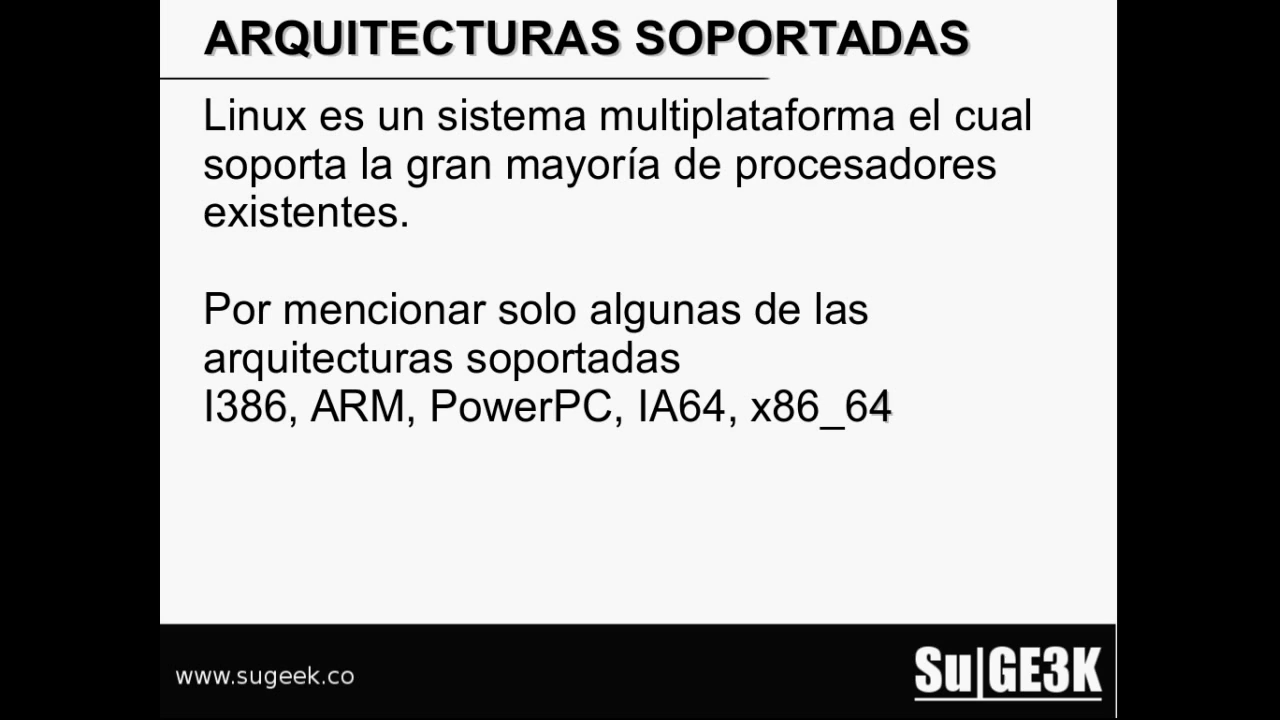 ARQUITECTURAS SOPORTADAS
Linux es un sistema multiplataforma el cual
soporta la gran mayoría de procesadores
existentes.
Por mencionar solo algunas de las
arquitecturas soportadas
I386, ARM, PowerPC, IA64, x86_64
www.sugeek.co
Su|GE3K